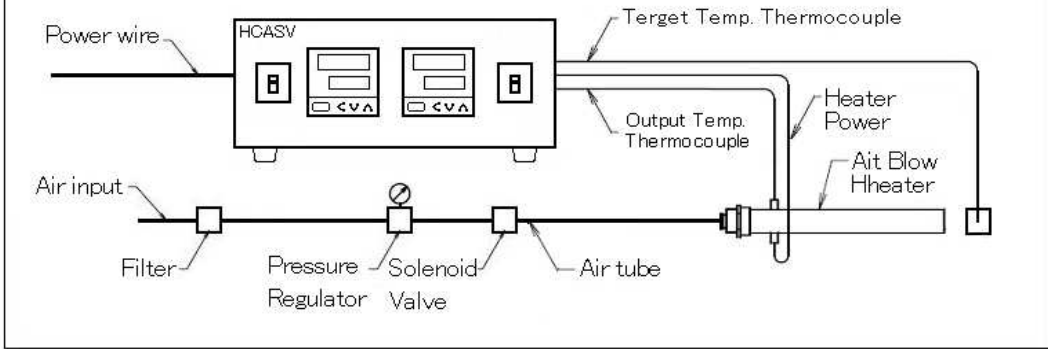 Terget Temp. Thermocouple
Power wire
HCASV
Output Temp.
Thermocouple
Heater
Power
Ait Blow
Hheater
Air input
Filter
Pressure
Regulator
Solenoid
Valve
Air tube